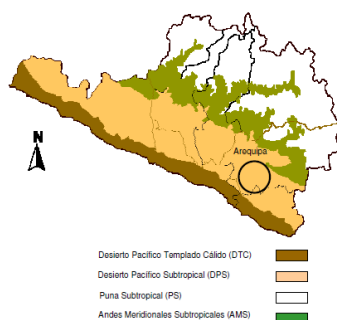 N
Arequipa
Desierto Pacífico Templado Cálido (DTC)
Desierto Pacífico Subtropical (DPS)
Puna Subtropical (PS)
Andes Meridionales Subtropicales (AMS)